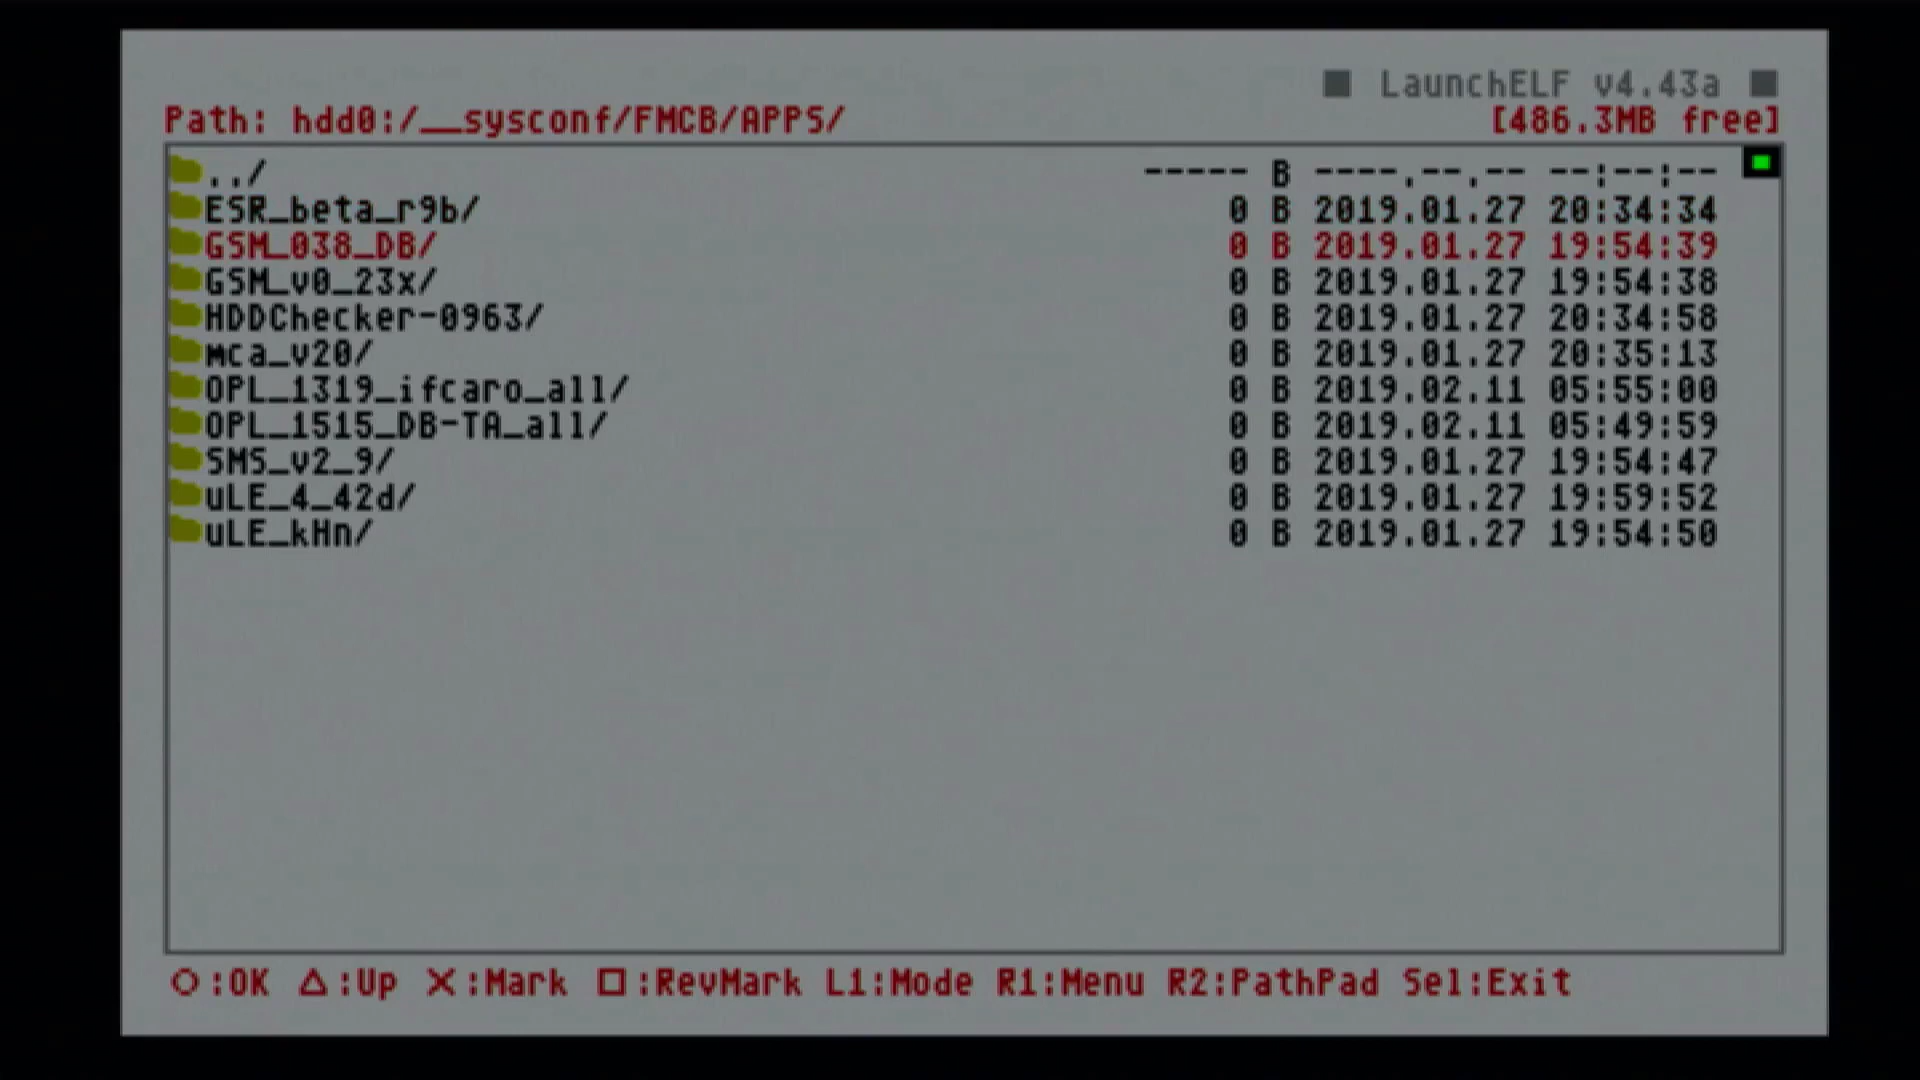 ■ LaunchELF v4.43a ■
Path: hdd0:/__sysconf/FMCB/APPS/ [486.3MB free]
../ ----- B ----.--.-- --:--:--
ESR_beta_r9b/ 0 B 2019.01.27 20:34:34
GSM_038_DB/ 0 B 2019.01.27 19:54:39
GSM_v0_23x/ 0 B 2019.01.27 19:54:38
HDDChecker-0963/ 0 B 2019.01.27 20:34:58
mca_v20/ 0 B 2019.01.27 20:35:13
OPL_1319_ifcaro_all/ 0 B 2019.02.11 05:55:00
OPL_1515_DB-TA_all/ 0 B 2019.02.11 05:49:59
SMS_v2_9/ 0 B 2019.01.27 19:54:47
uLE_4_42d/ 0 B 2019.01.27 19:59:52
uLE_kHn/ 0 B 2019.01.27 19:54:50
○:OK △:Up ✕:Mark □:RevMark L1:Mode R1:Menu R2:PathPad Sel:Exit